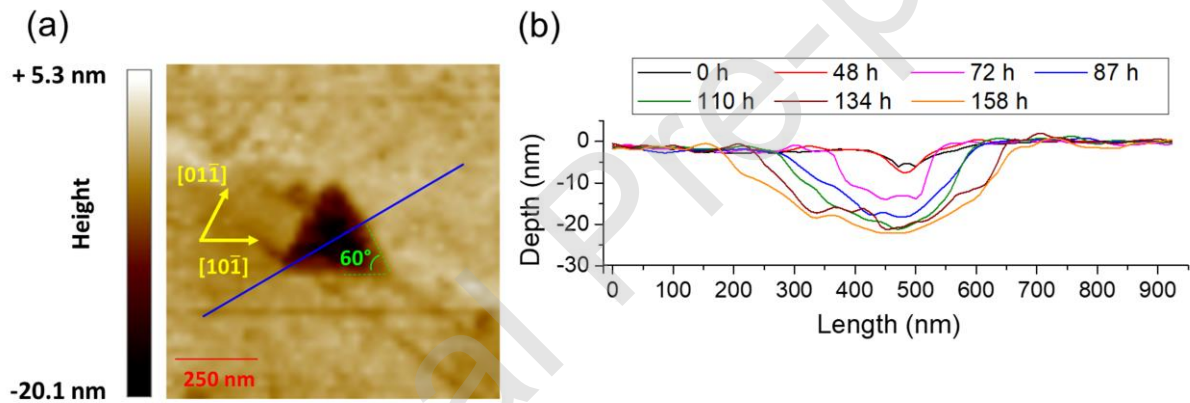 (a)
+ 5.3 nm
Height
-20.1 nm
[011̄]
[101̄]
60°
250 nm
(b)
0 h 48 h 72 h 87 h
110 h 134 h 158 h
Depth (nm)
0
-10
-20
-30
0 100 200 300 400 500 600 700 800 900
Length (nm)